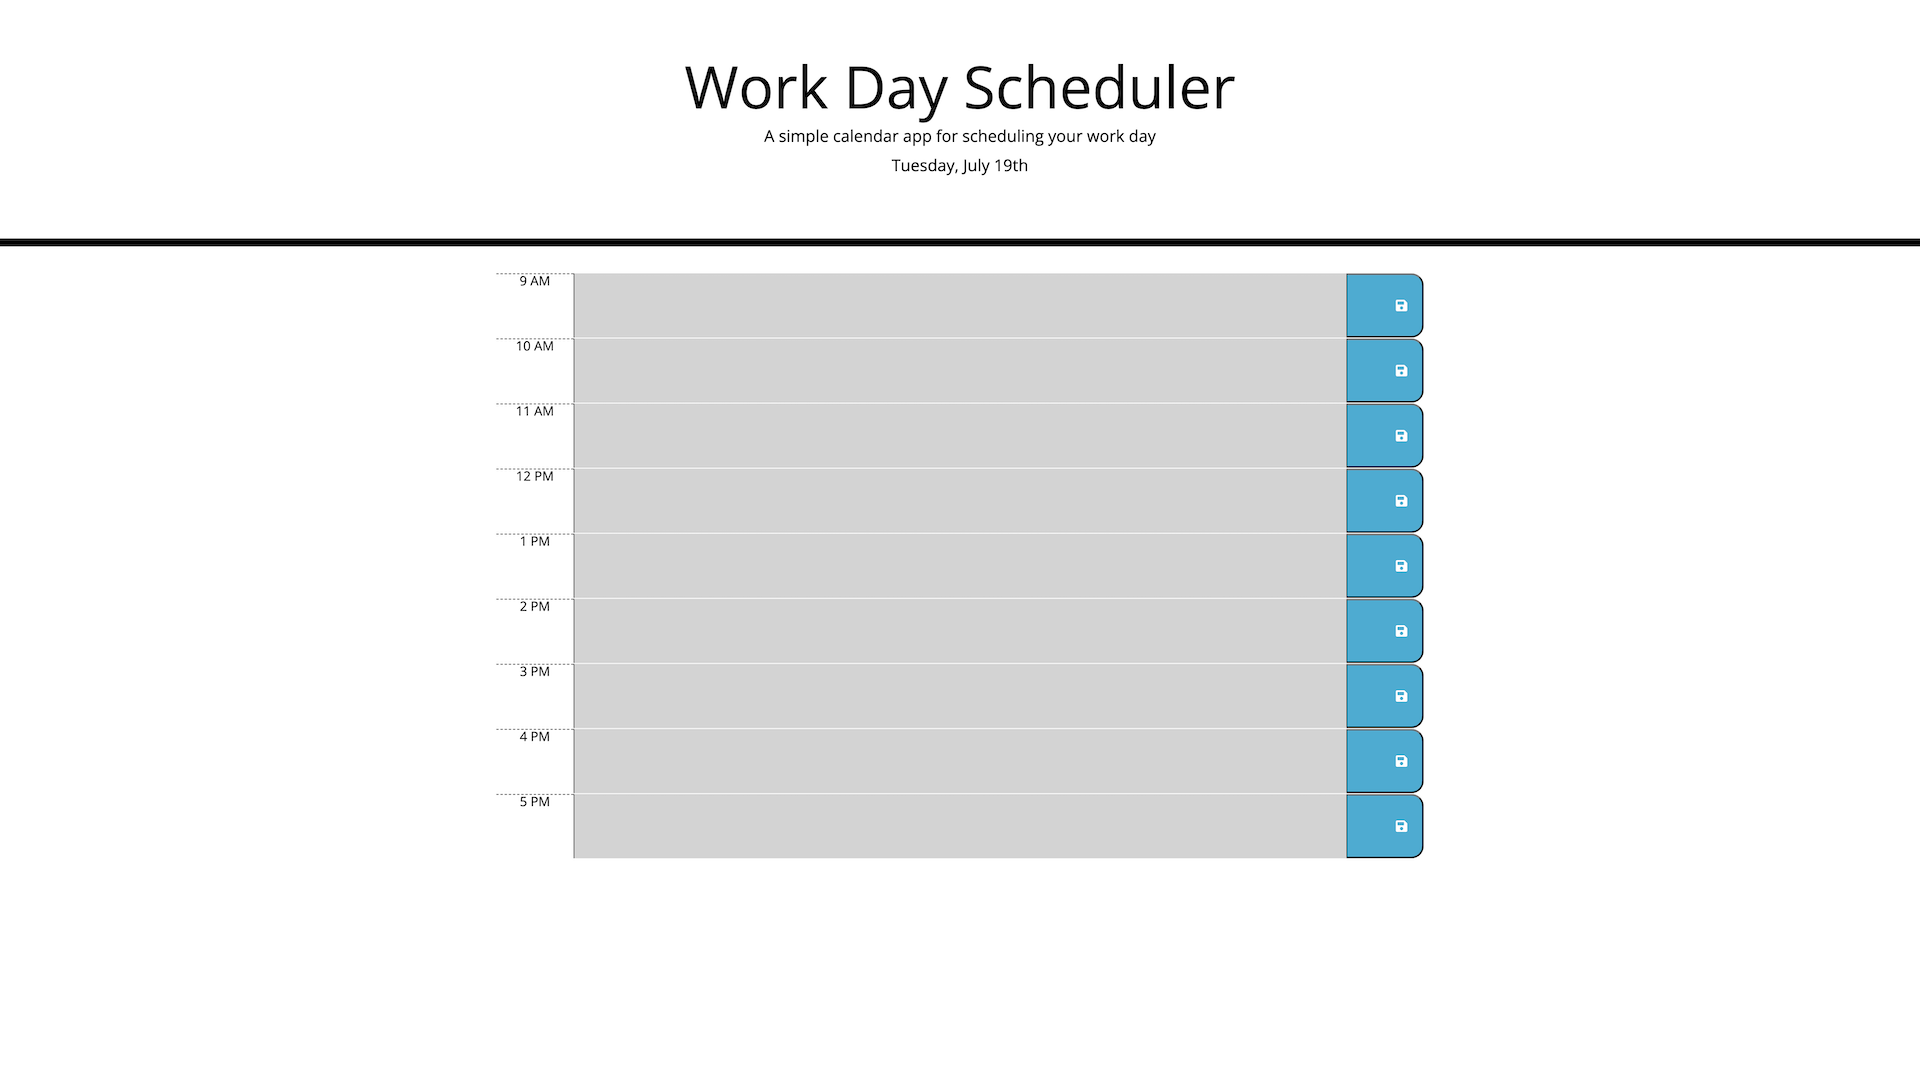 Work Day Scheduler
A simple calendar app for scheduling your work day
Tuesday, July 19th
9 AM
10 AM
11 AM
12 PM
1 PM
2 PM
3 PM
4 PM
5 PM